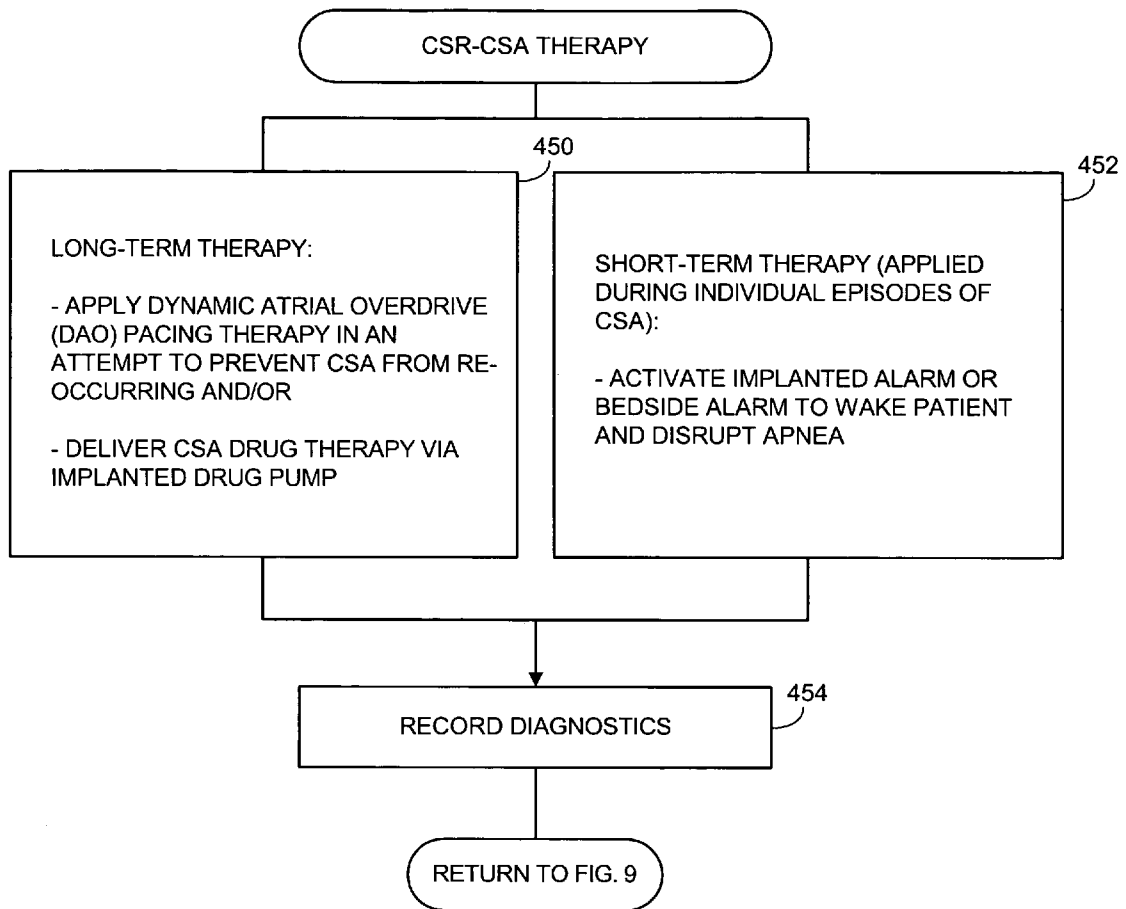 CSR-CSA THERAPY
450
LONG-TERM THERAPY:
- APPLY DYNAMIC ATRIAL OVERDRIVE
(DAO) PACING THERAPY IN AN
ATTEMPT TO PREVENT CSA FROM RE-
OCCURRING AND/OR
- DELIVER CSA DRUG THERAPY VIA
IMPLANTED DRUG PUMP
452
SHORT-TERM THERAPY (APPLIED
DURING INDIVIDUAL EPISODES OF
CSA):
- ACTIVATE IMPLANTED ALARM OR
BEDSIDE ALARM TO WAKE PATIENT
AND DISRUPT APNEA
454
RECORD DIAGNOSTICS
RETURN TO FIG. 9